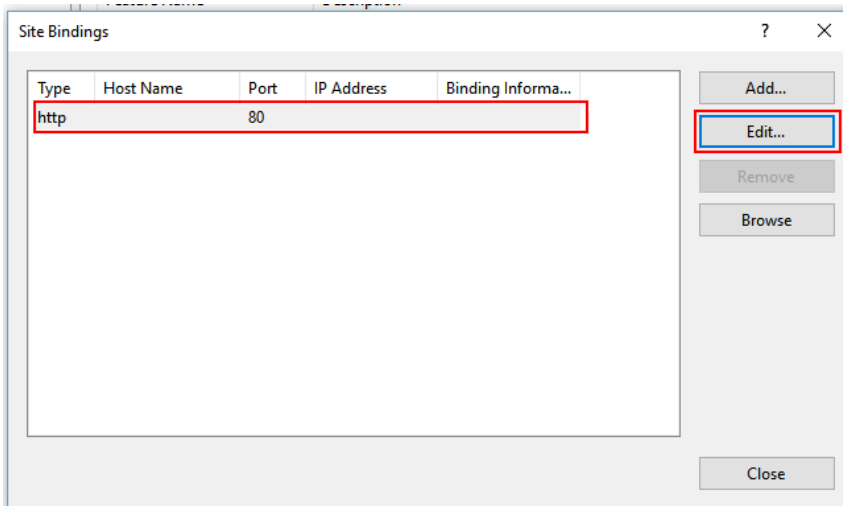 Site Bindings ? ×
Type Host Name Port IP Address Binding Informa...
http 80
Add...
Edit...
Remove
Browse
Close